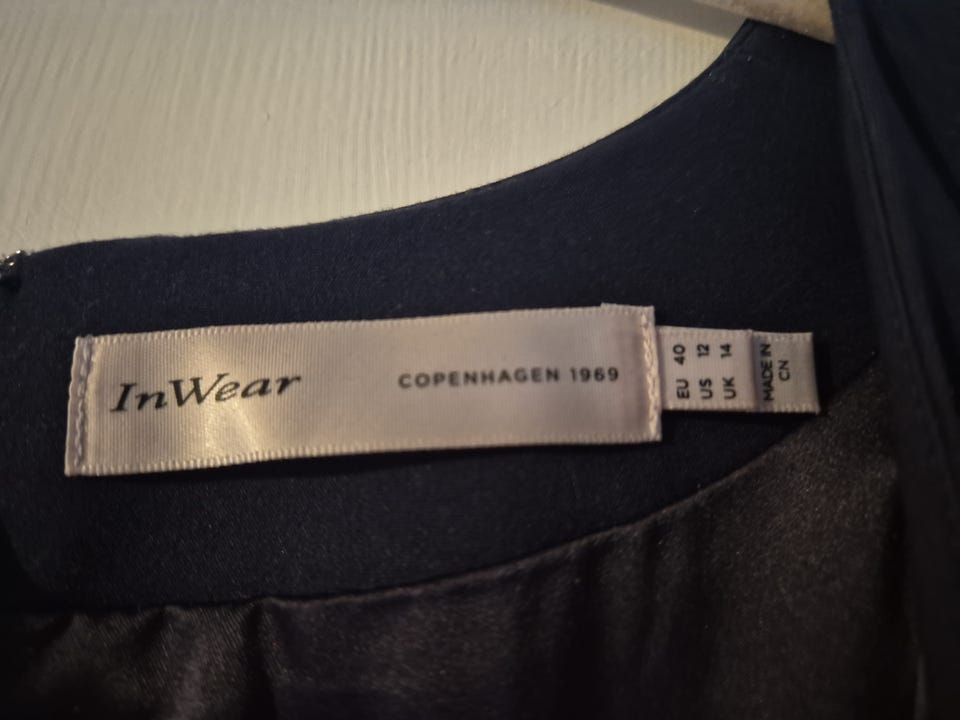 InWear
COPENHAGEN 1969
EU 40
US 12
UK 14
MADE IN
CN